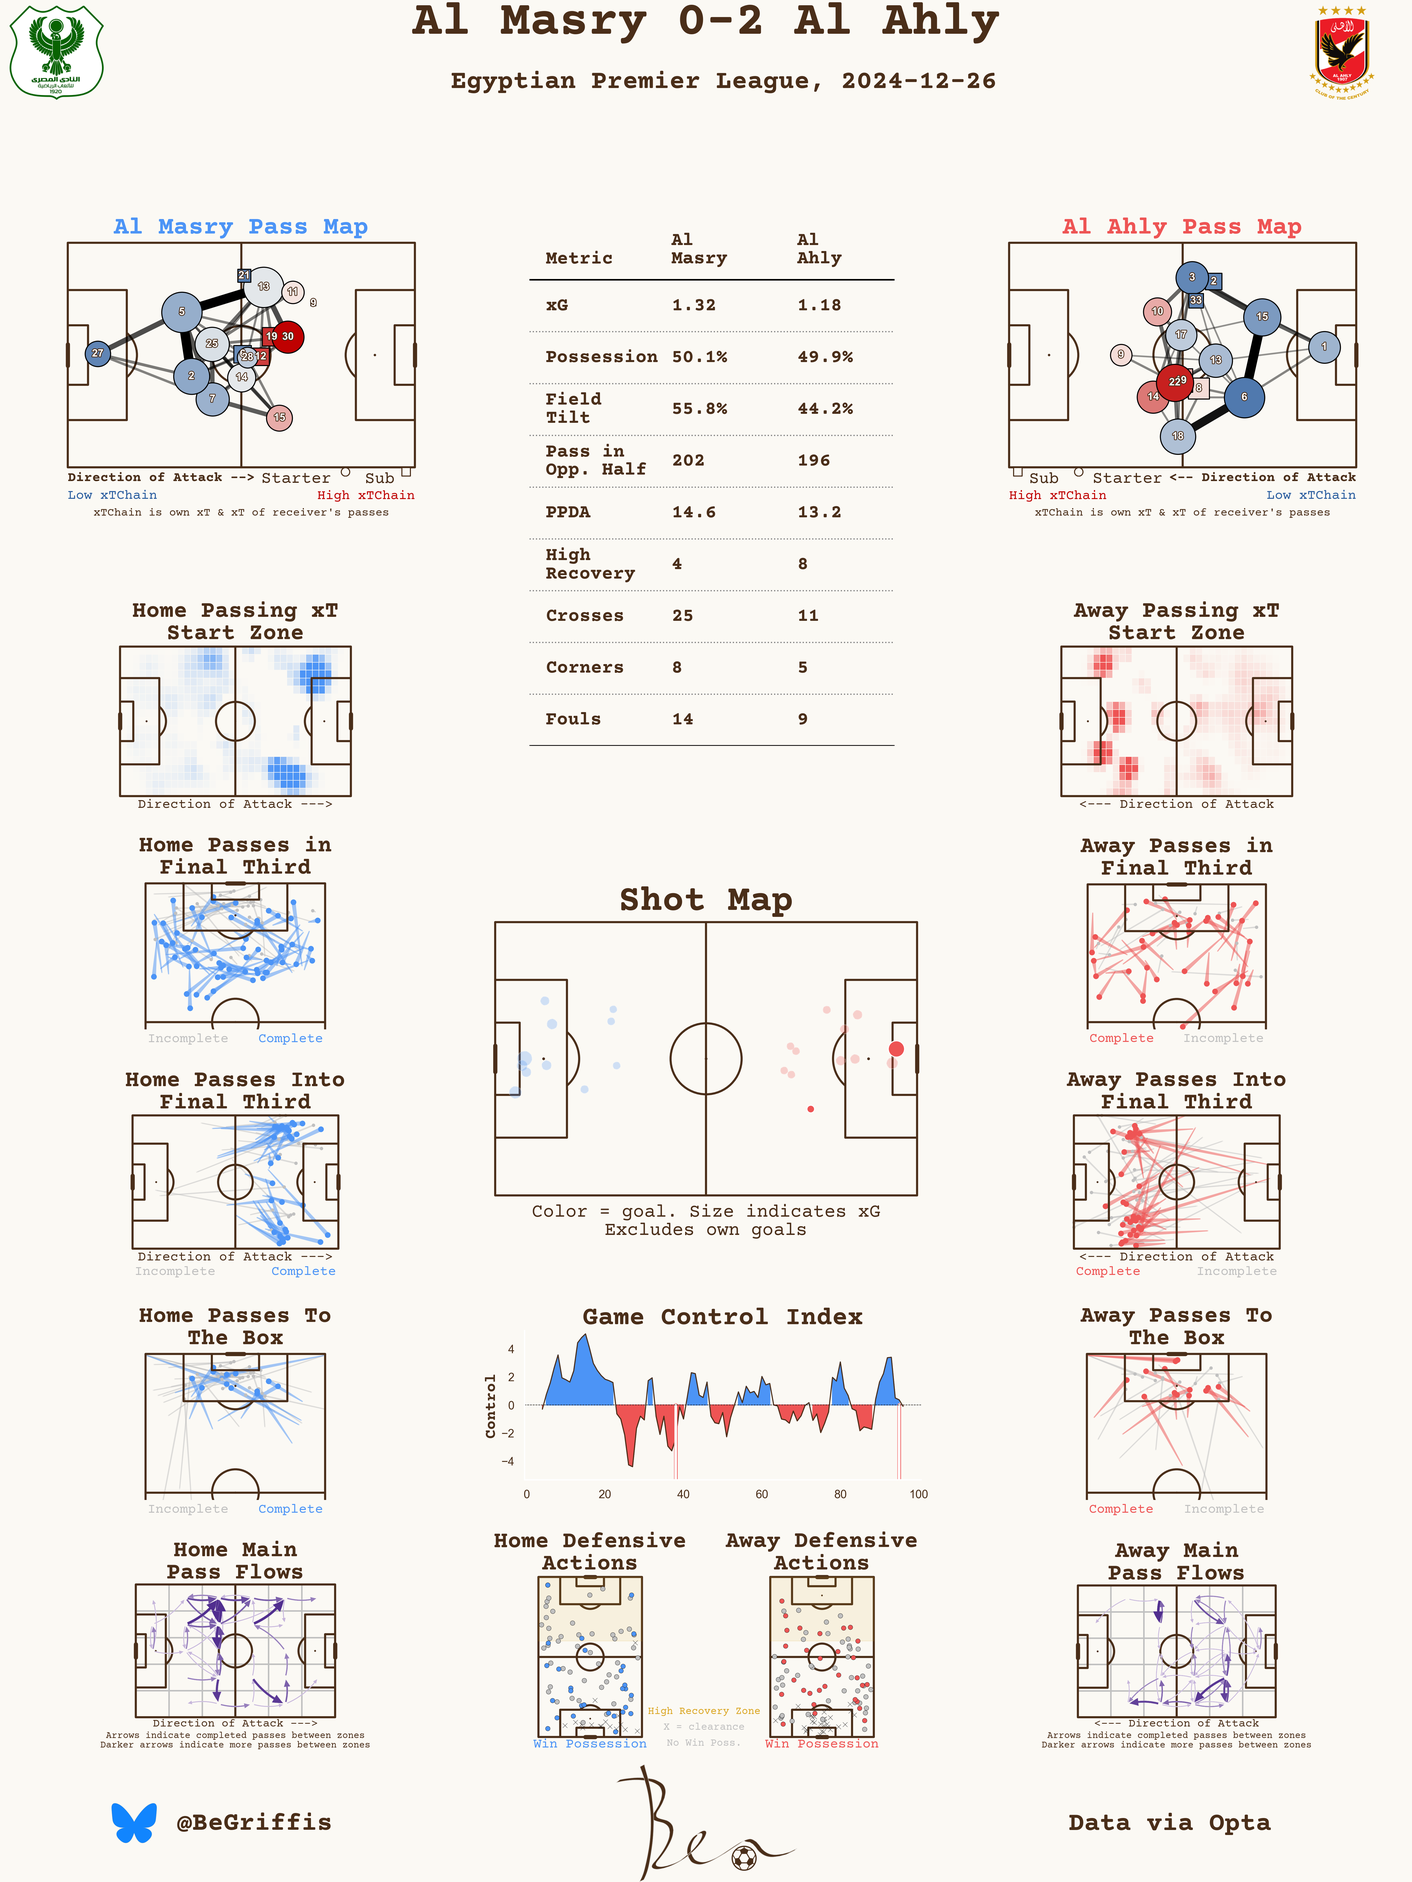 Al Masry 0-2 Al Ahly
Egyptian Premier League, 2024-12-26
النادى المصرى
للألعاب الرياضية
1920
الأهلي
AL AHLY
1907
CLUB OF THE CENTURY
Al Masry Pass Map
21
13
11
9
5
19
30
25
27
28
12
2
14
7
15
Direction of Attack --> Starter Sub
Low xTChain High xTChain
xTChain is own xT & xT of receiver's passes
Metric Al Masry Al Ahly
xG 1.32 1.18
Possession 50.1% 49.9%
Field Tilt 55.8% 44.2%
Pass in Opp. Half 202 196
PPDA 14.6 13.2
High Recovery 4 8
Crosses 25 11
Corners 8 5
Fouls 14 9
Al Ahly Pass Map
3
2
33
10
15
17
1
9
13
22
19
8
14
6
18
Sub Starter <-- Direction of Attack
High xTChain Low xTChain
xTChain is own xT & xT of receiver's passes
Home Passing xT
Start Zone
Direction of Attack --->
Away Passing xT
Start Zone
<--- Direction of Attack
Home Passes in
Final Third
Incomplete Complete
Away Passes in
Final Third
Complete Incomplete
Shot Map
Color = goal. Size indicates xG
Excludes own goals
Home Passes Into
Final Third
Direction of Attack --->
Incomplete Complete
Away Passes Into
Final Third
<--- Direction of Attack
Complete Incomplete
Home Passes To
The Box
Incomplete Complete
Game Control Index
Control
4
2
0
−2
−4
0 20 40 60 80 100
Away Passes To
The Box
Complete Incomplete
Home Main
Pass Flows
Direction of Attack --->
Arrows indicate completed passes between zones
Darker arrows indicate more passes between zones
Home Defensive
Actions
Win Possession
High Recovery Zone
X = clearance
No Win Poss.
Away Defensive
Actions
Win Possession
Away Main
Pass Flows
<--- Direction of Attack
Arrows indicate completed passes between zones
Darker arrows indicate more passes between zones
@BeGriffis
Ben
Data via Opta